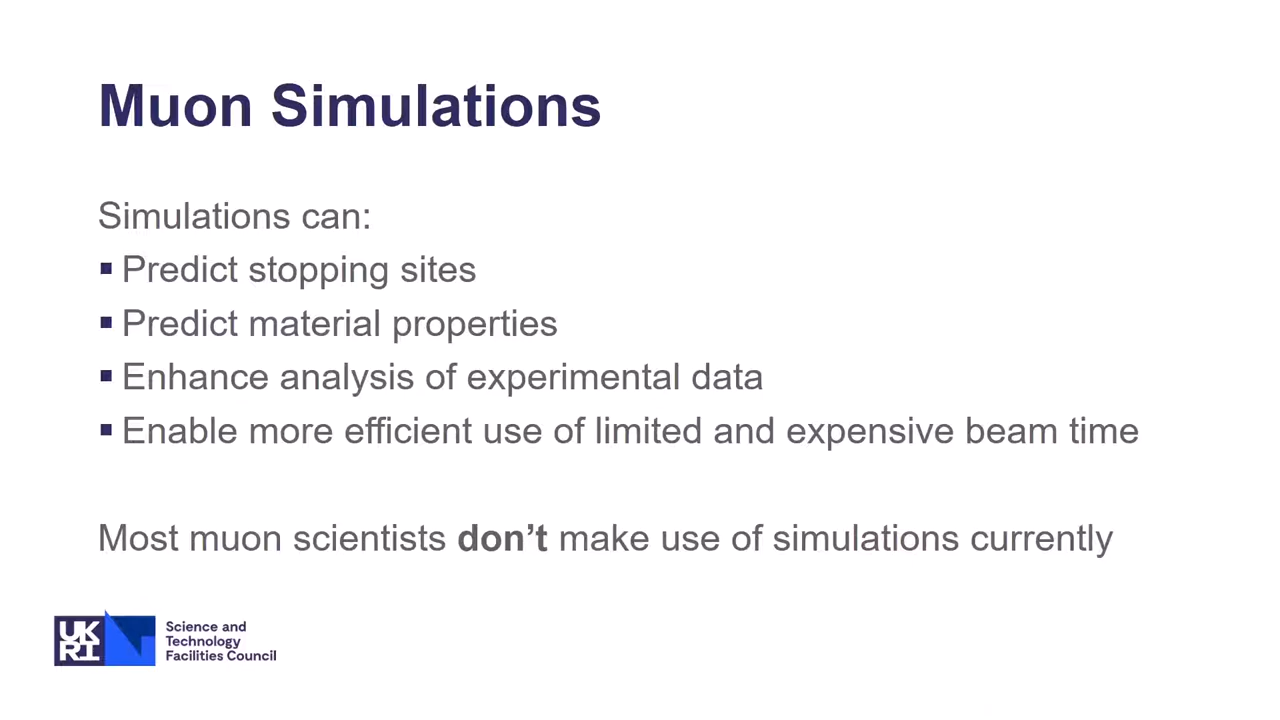 Muon Simulations
Simulations can:
▪ Predict stopping sites
▪ Predict material properties
▪ Enhance analysis of experimental data
▪ Enable more efficient use of limited and expensive beam time
Most muon scientists don’t make use of simulations currently
UK
RI
Science and
Technology
Facilities Council